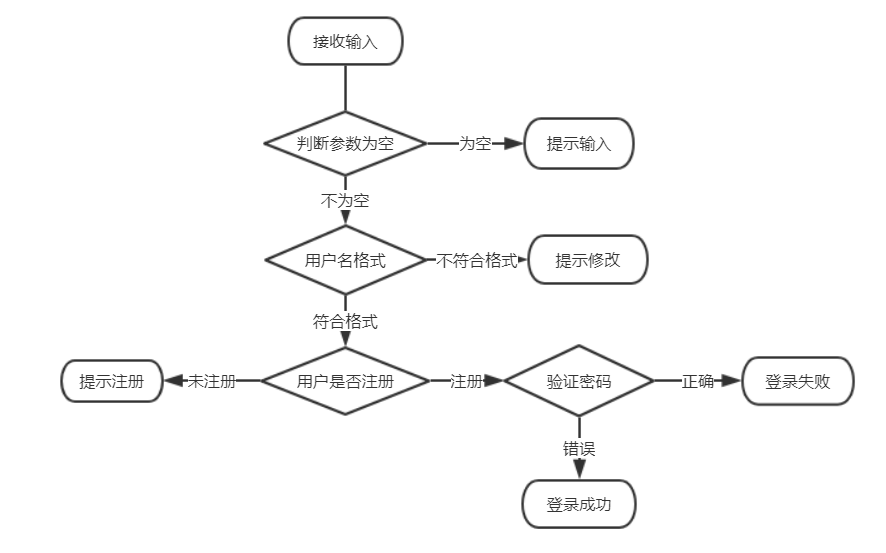 接收输入
判断参数为空
为空
提示输入
不为空
用户名格式
不符合格式
提示修改
符合格式
提示注册
未注册
用户是否注册
注册
验证密码
正确
登录失败
错误
登录成功